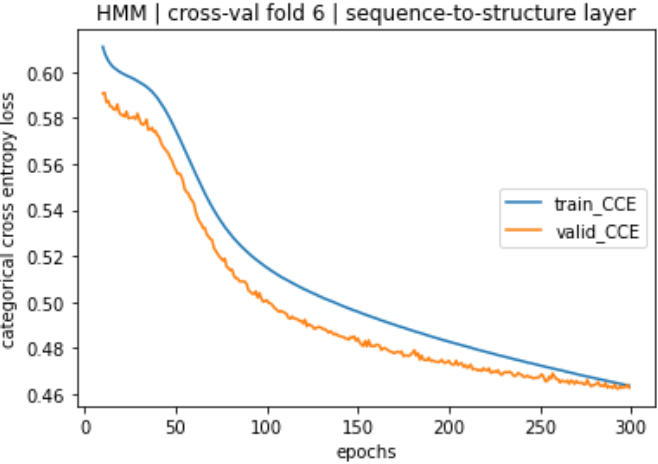 HMM | cross-val fold 6 | sequence-to-structure layer
categorical cross entropy loss
0.60
0.58
0.56
0.54
0.52
0.50
0.48
0.46
train_CCE
valid_CCE
0 50 100 150 200 250 300
epochs